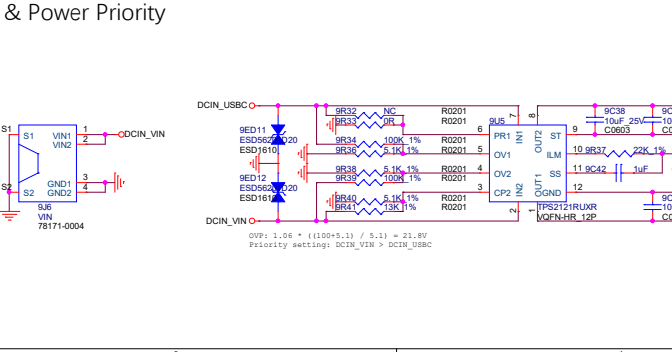 & Power Priority
DCIN_USBC
9R32 NC R0201
9R33 0R R0201
9R34 100K_1% R0201
9R36 5.1K_1% R0201
9R38 5.1K_1% R0201
9R39 100K_1% R0201
9R40 5.1K_1% R0201
9R41 13K_1% R0201
9ED11
ESD1610
9ED12
DCIN_VIN
9U5
6 PR1
5 OV1
4 OV2
3 CP2
7 IN1
2 IN2
8 OUT2
1 OUT1
ST 9
ILM 10
SS 11
GND 12
TPS2121RUXR
VQFN-HR_12P
9C38
10uF_25V
C0603
9R37 22K_1%
9C42 1uF
S1
S1
S2
S2
VIN1 1
VIN2 2
GND1 3
GND2 4
DCIN_VIN
9J6
VIN
78171-0004
OVP: 1.06 * ((100+5.1) / 5.1) = 21.8V
Priority setting: DCIN_VIN > DCIN_USBC